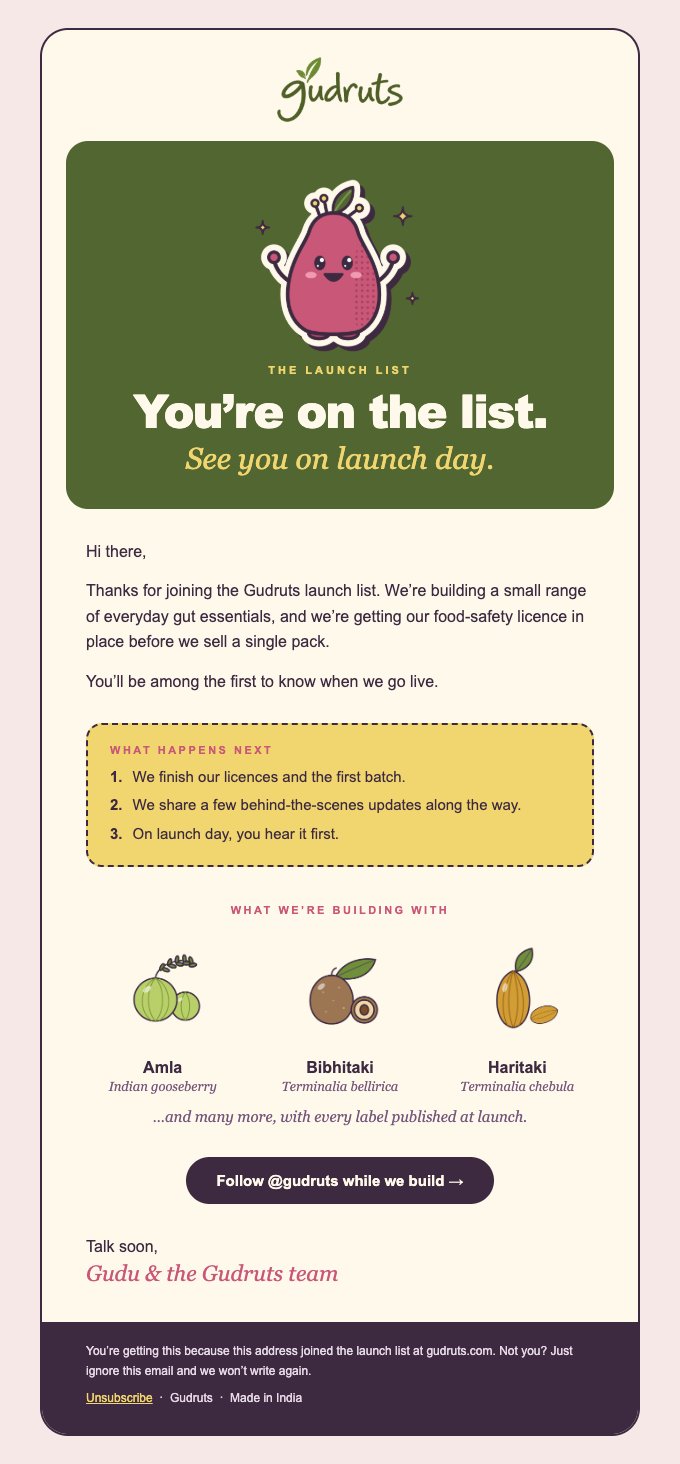 gudruts
THE LAUNCH LIST
You’re on the list.
See you on launch day.
Hi there,
Thanks for joining the Gudruts launch list. We’re building a small range
of everyday gut essentials, and we’re getting our food-safety licence in
place before we sell a single pack.
You’ll be among the first to know when we go live.
WHAT HAPPENS NEXT
1. We finish our licences and the first batch.
2. We share a few behind-the-scenes updates along the way.
3. On launch day, you hear it first.
WHAT WE’RE BUILDING WITH
Amla Bibhitaki Haritaki
Indian gooseberry Terminalia bellirica Terminalia chebula
...and many more, with every label published at launch.
Follow @gudruts while we build →
Talk soon,
Gudu & the Gudruts team
You’re getting this because this address joined the launch list at gudruts.com. Not you? Just
ignore this email and we won’t write again.
Unsubscribe · Gudruts · Made in India